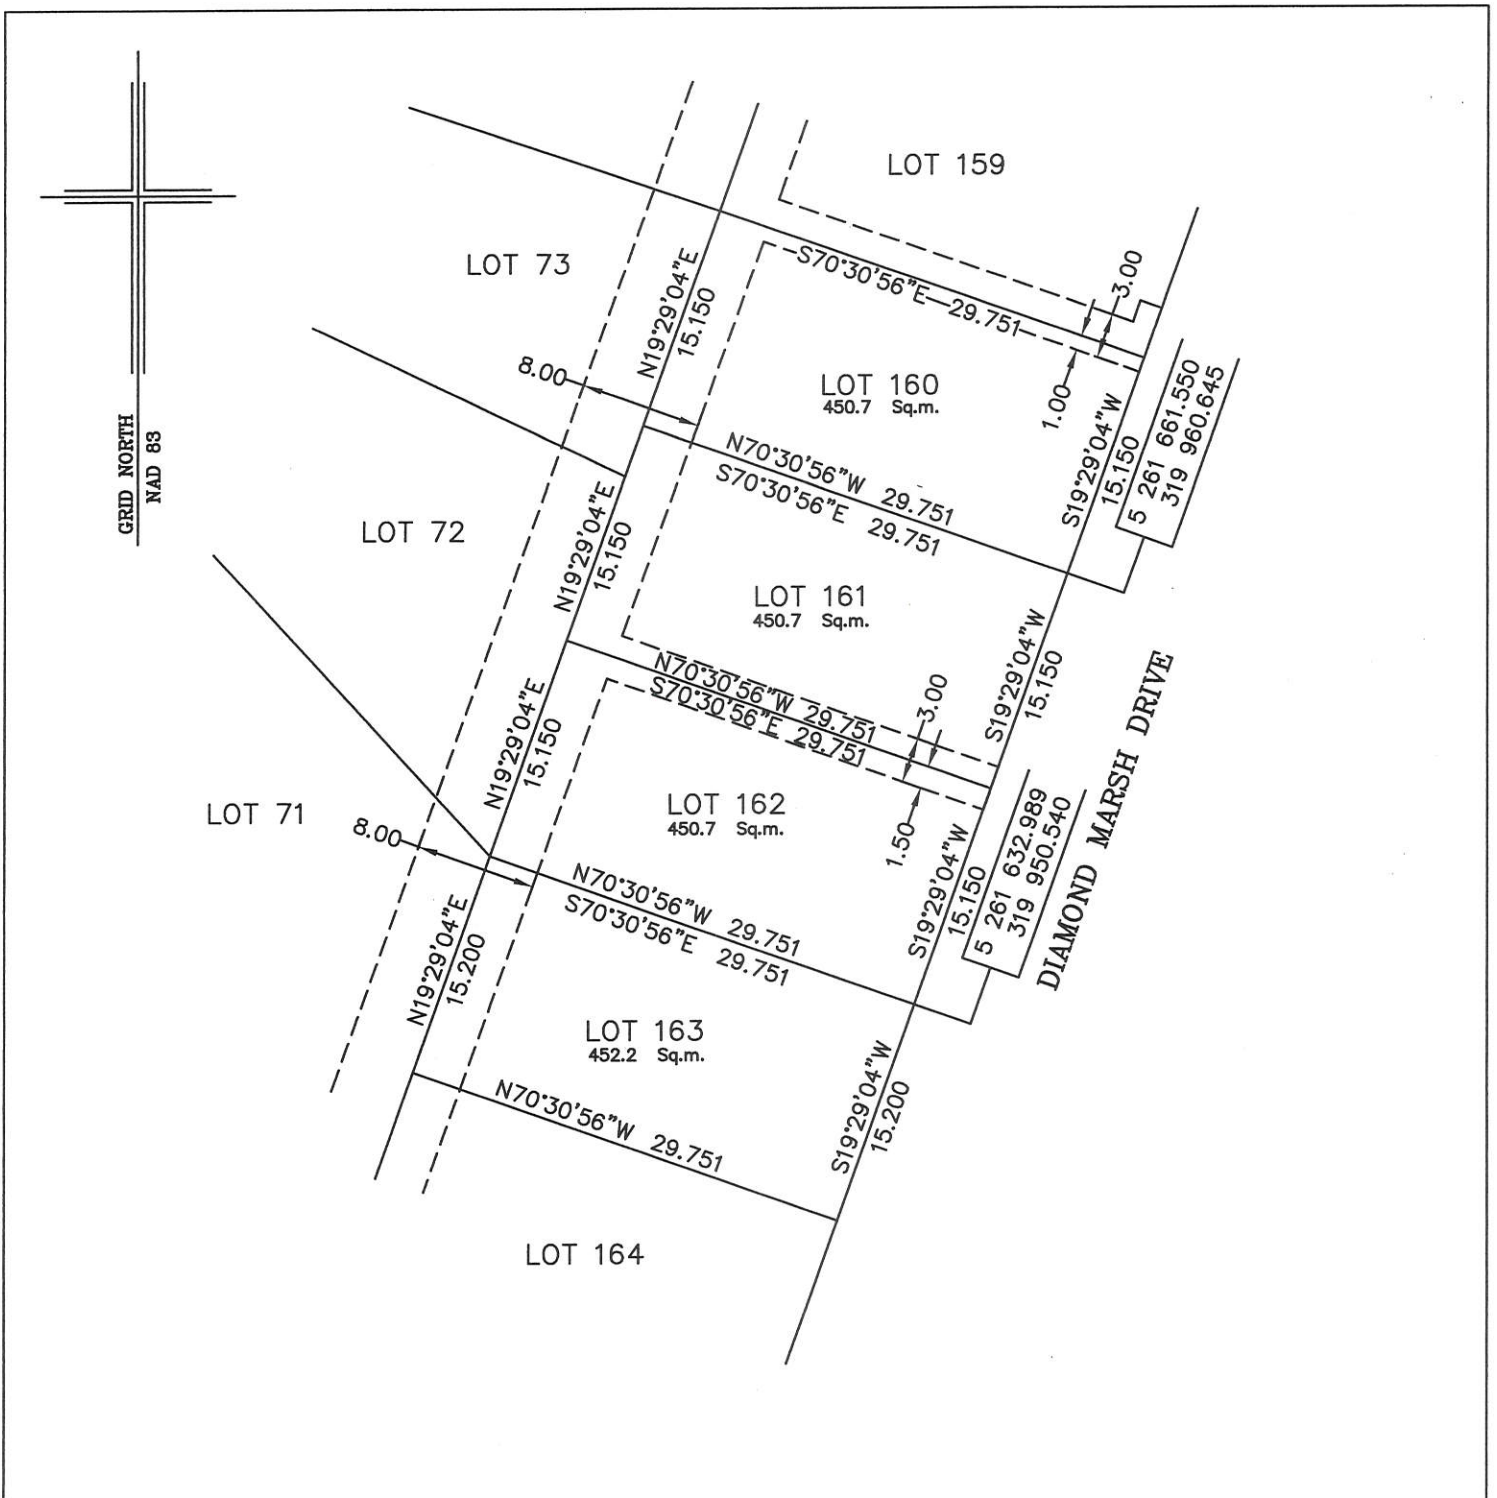 LOT 159
GRID NORTH
NAD 83
LOT 73
N19°29'04"E
15.150
S70°30'56"E 29.751
3.00
1.00
8.00
LOT 160
450.7 Sq.m.
S19°29'04"W
15.150
5 261 661.550
319 960.645
N70°30'56"W 29.751
S70°30'56"E 29.751
LOT 72
N19°29'04"E
15.150
LOT 161
450.7 Sq.m.
S19°29'04"W
15.150
N70°30'56"W 29.751
S70°30'56"E 29.751
3.00
1.50
N19°29'04"E
15.150
LOT 162
450.7 Sq.m.
S19°29'04"W
15.150
5 261 632.989
319 950.540
DIAMOND MARSH DRIVE
LOT 71
8.00
N70°30'56"W 29.751
S70°30'56"E 29.751
N19°29'04"E
15.200
LOT 163
452.2 Sq.m.
S19°29'04"W
15.200
N70°30'56"W 29.751
LOT 164